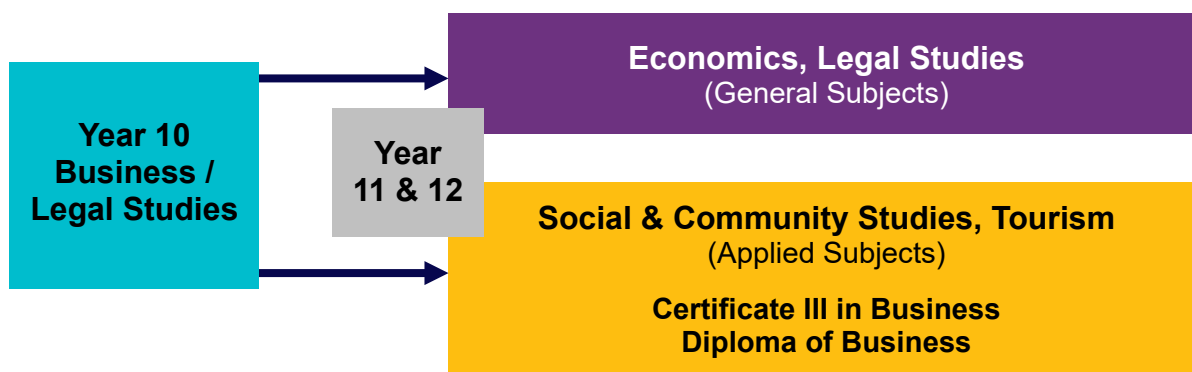 Year 10
Business /
Legal Studies
Year
11 & 12
Economics, Legal Studies
(General Subjects)
Social & Community Studies, Tourism
(Applied Subjects)
Certificate III in Business
Diploma of Business